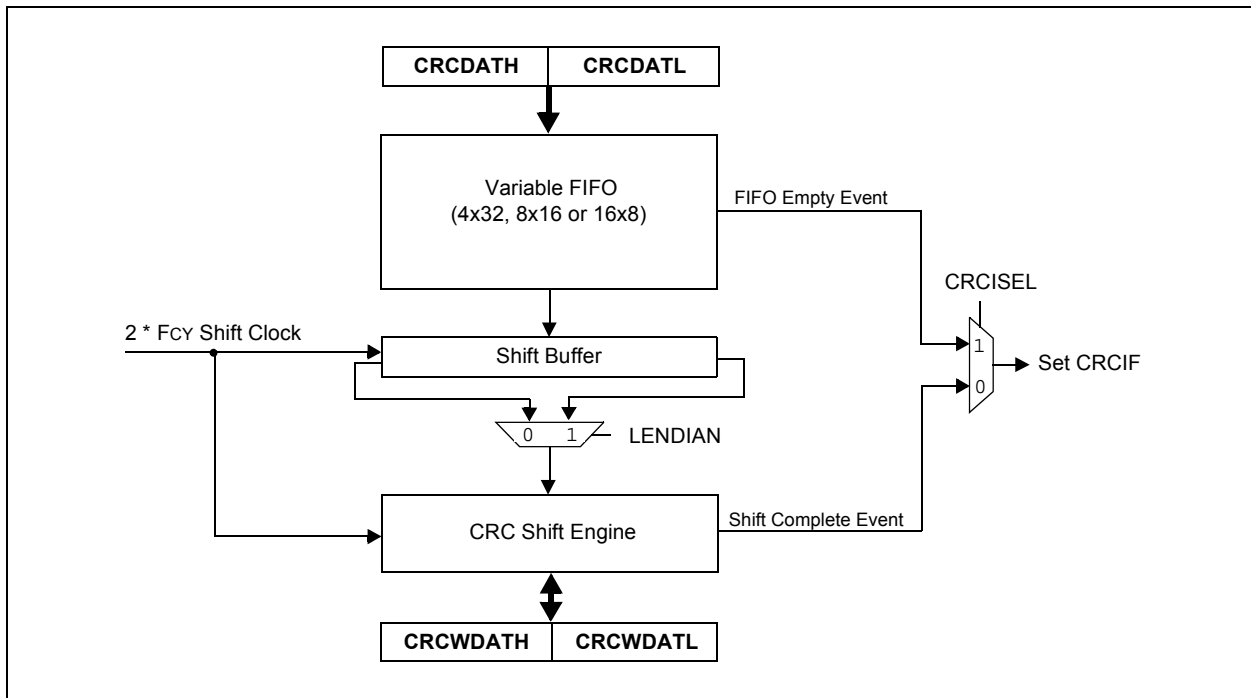 CRCDATH CRCDATL
Variable FIFO
(4x32, 8x16 or 16x8)
FIFO Empty Event
CRCISEL
2 * FCY Shift Clock
Shift Buffer
1
Set CRCIF
0
0 1
LENDIAN
CRC Shift Engine
Shift Complete Event
CRCWDATH CRCWDATL